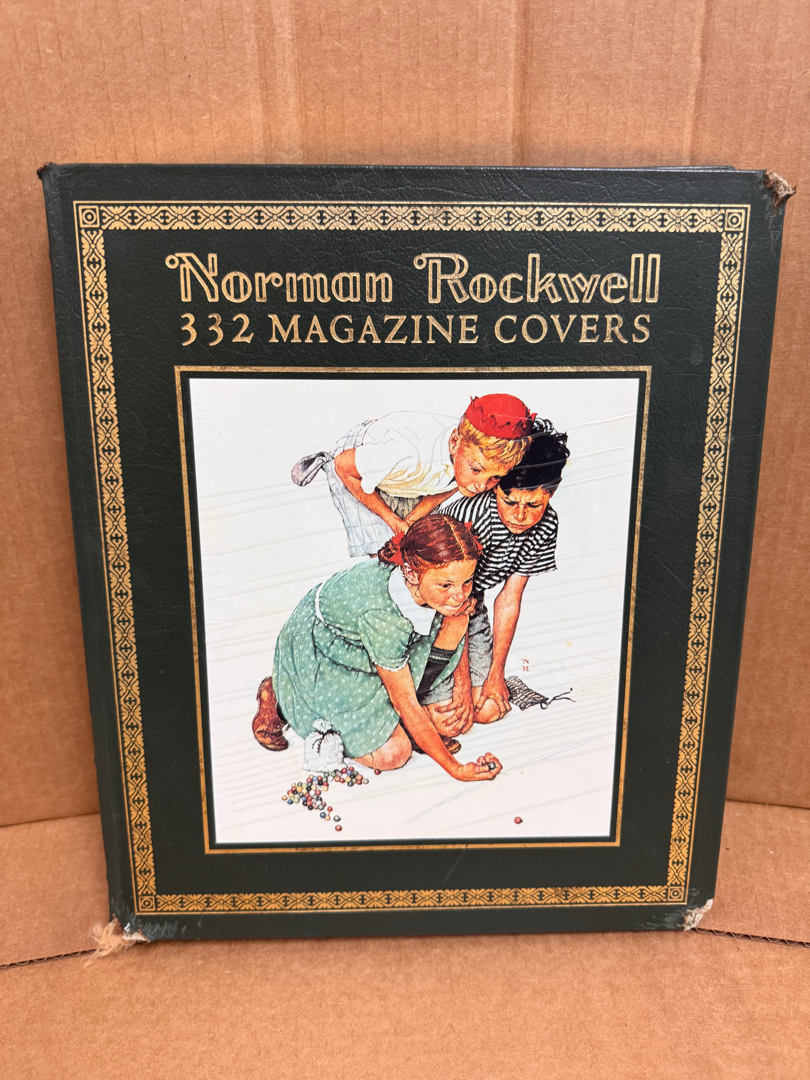 Norman Rockwell
332 MAGAZINE COVERS
N
R